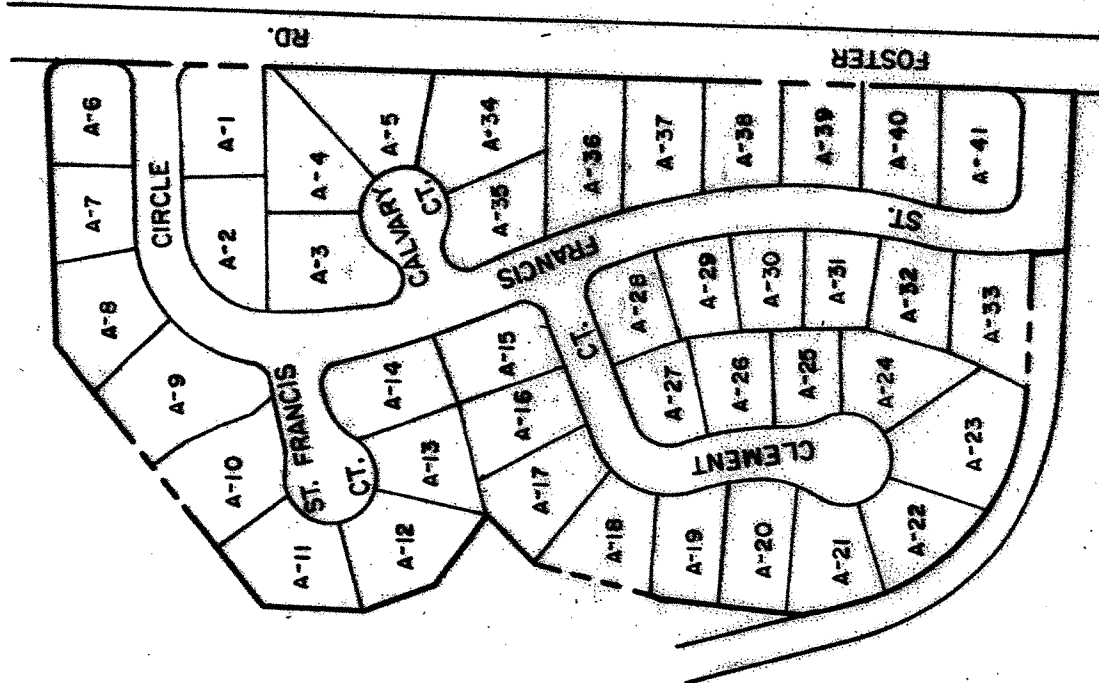 RD.
FOSTER
CIRCLE
CALVARY
CT.
FRANCIS
ST.
CT.
CLEMENT
ST. FRANCIS
CT.
A-1
A-2
A-3
A-4
A-5
A-6
A-7
A-8
A-9
A-10
A-11
A-12
A-13
A-14
A-15
A-16
A-17
A-18
A-19
A-20
A-21
A-22
A-23
A-24
A-25
A-26
A-27
A-28
A-29
A-30
A-31
A-32
A-33
A-34
A-35
A-36
A-37
A-38
A-39
A-40
A-41